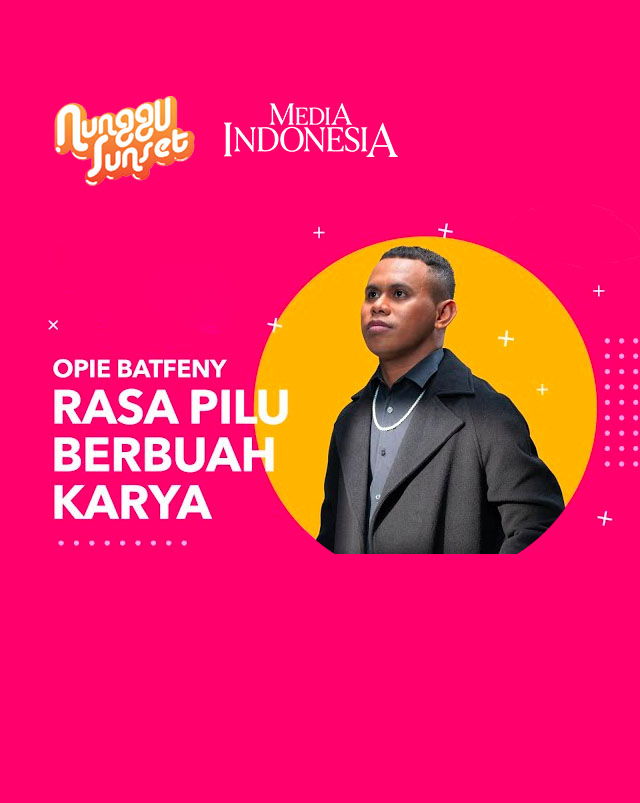 Nunggu
Sunset
MEDIA
INDONESIA
OPIE BATFENY
RASA PILU
BERBUAH
KARYA